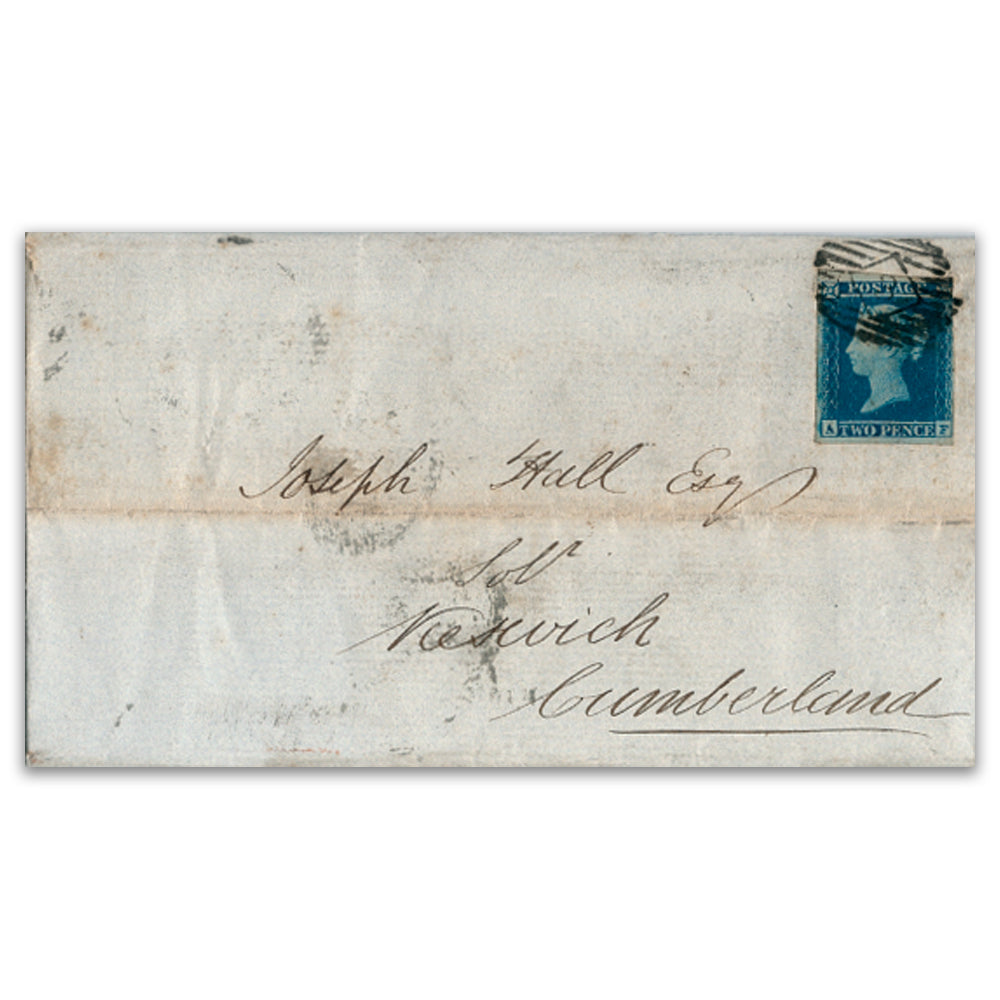 POSTAGE
A TWO PENCE F
Joseph Hall Esq
Solr
Keswick
Cumberland